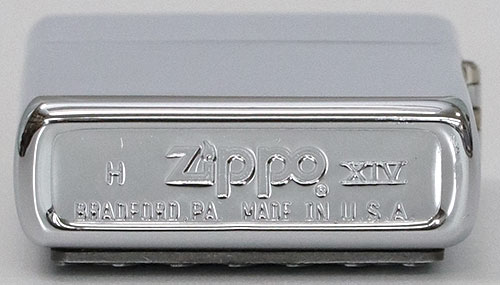 H Zippo® XIV
BRADFORD, PA. MADE IN U.S.A.